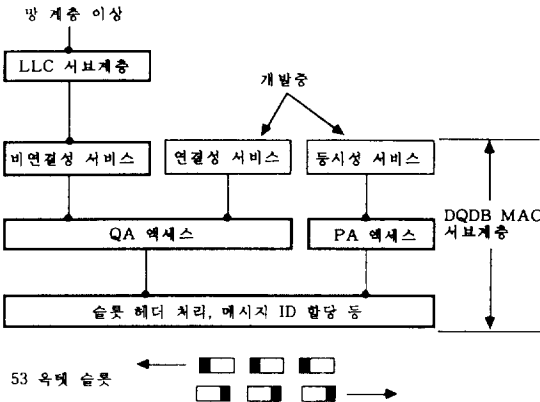 망 계층 이상
LLC 서브계층
개발중
비연결성 서비스
연결성 서비스
등시성 서비스
QA 액세스
PA 액세스
DQDB MAC
서브계층
슬롯 헤더 처리, 메시지 ID 할당 등
53 옥텟 슬롯